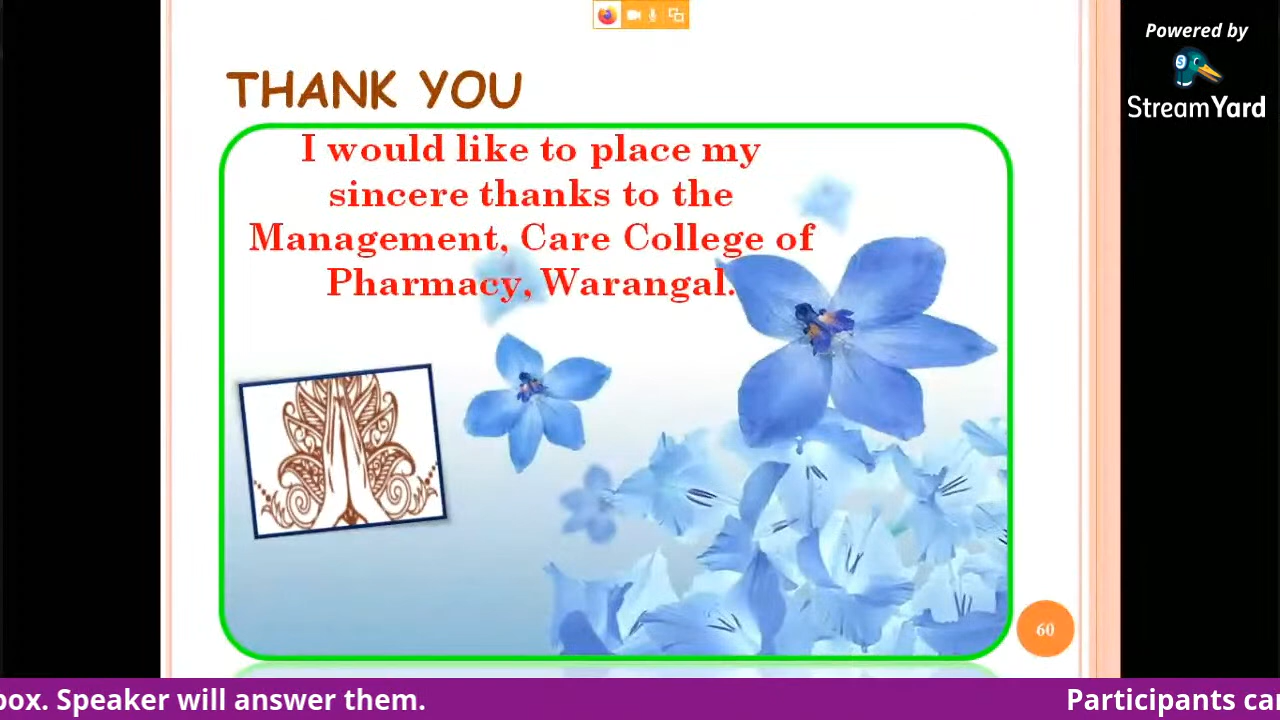 Powered by
StreamYard
THANK YOU
I would like to place my
sincere thanks to the
Management, Care College of
Pharmacy, Warangal.
60
box. Speaker will answer them.
Participants can